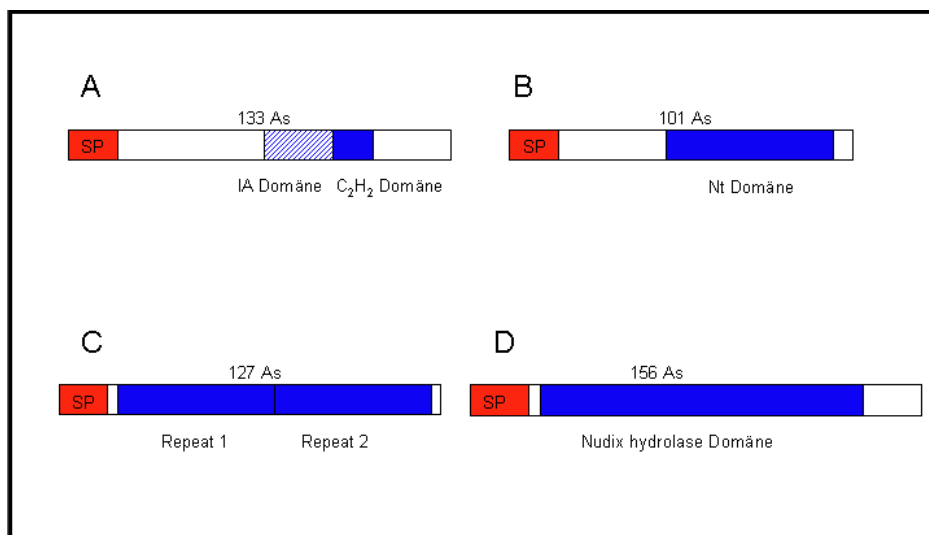 A
133 As
SP
IA Domäne C₂H₂ Domäne
B
101 As
SP
Nt Domäne
C
127 As
SP
Repeat 1 Repeat 2
D
156 As
SP
Nudix hydrolase Domäne